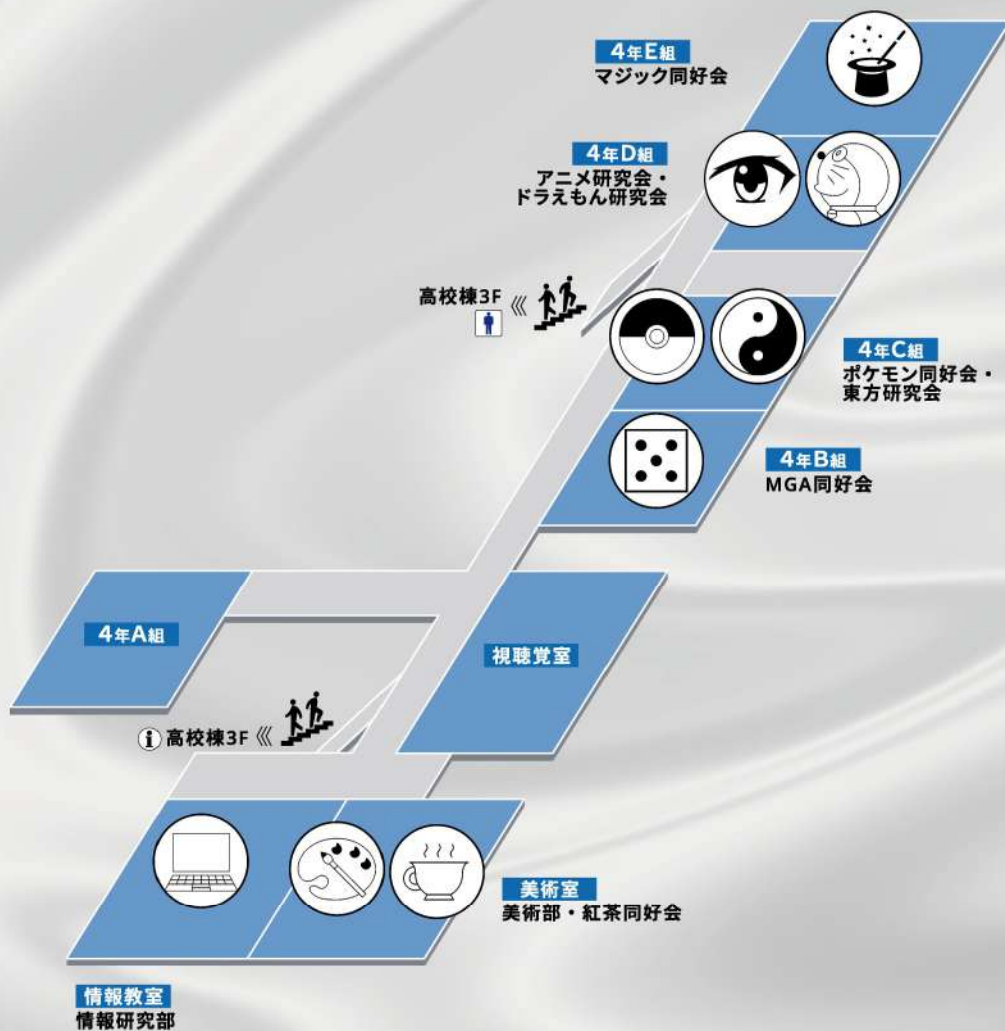 4年E組
マジック同好会
4年D組
アニメ研究会・
ドラえもん研究会
高校棟3F
4年C組
ポケモン同好会・
東方研究会
4年B組
MGA同好会
4年A組
視聴覚室
i 高校棟3F
美術室
美術部・紅茶同好会
情報教室
情報研究部